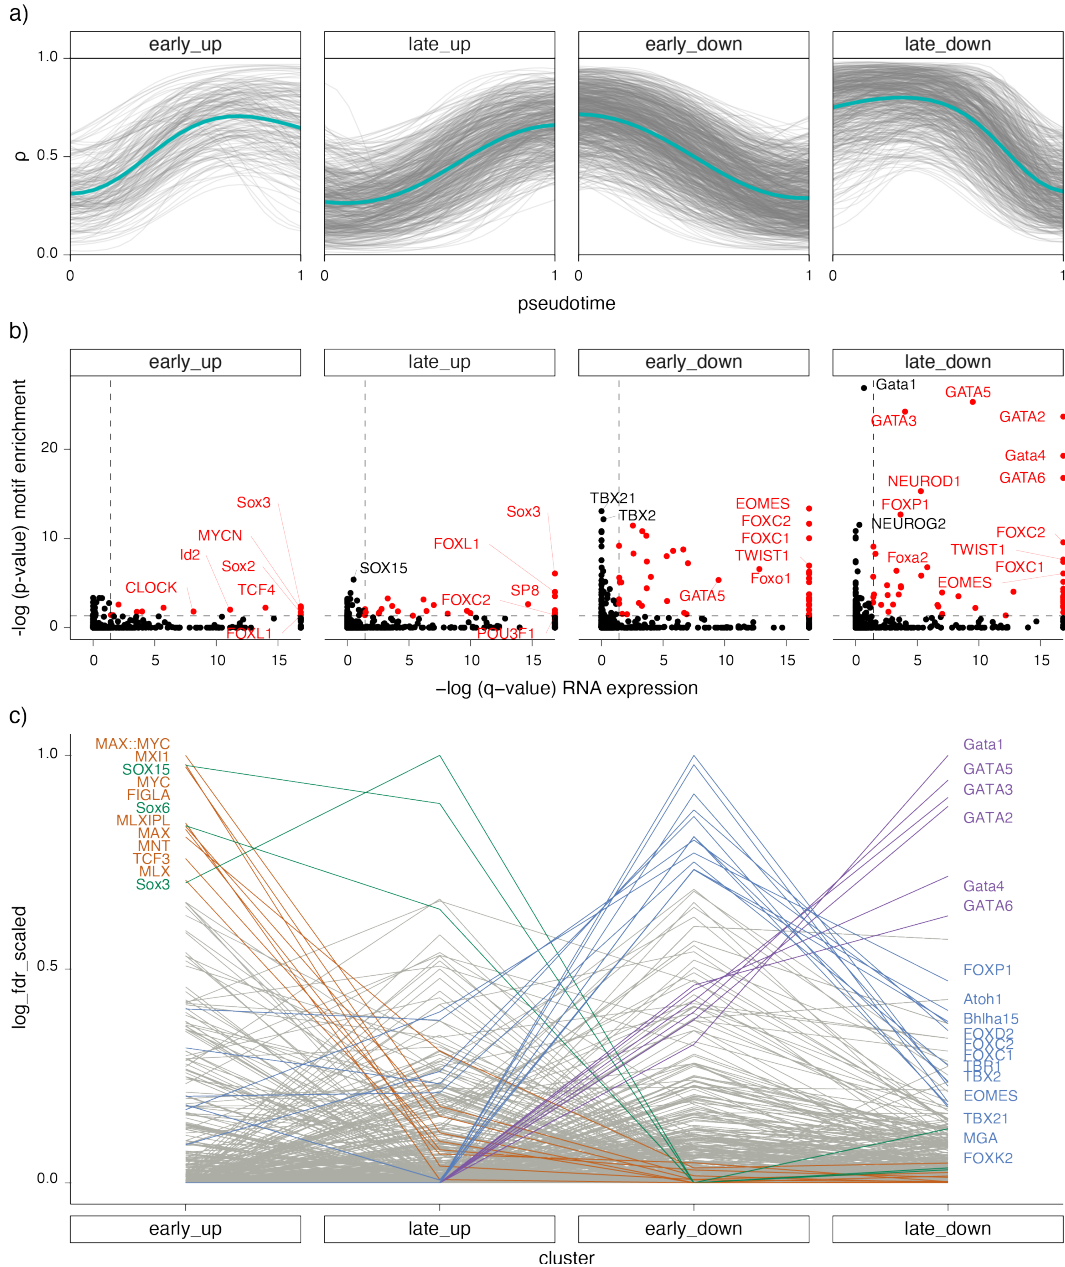 a)
early_up
late_up
early_down
late_down
1.0
0.5
0.0
ρ
0
1
0
1
0
1
0
1
pseudotime
b)
early_up
late_up
early_down
late_down
-log (p-value) motif enrichment
20
10
0
Sox3
MYCN
Id2
Sox2
CLOCK
TCF4
FOXL1
Sox3
FOXL1
SOX15
SP8
FOXC2
POU3F1
TBX21
TBX2
EOMES
FOXC2
FOXC1
TWIST1
Foxo1
GATA5
Gata1
GATA5
GATA3
GATA2
Gata4
GATA6
NEUROD1
FOXP1
NEUROG2
FOXC2
TWIST1
Foxa2
FOXC1
EOMES
0
5
10
15
0
5
10
15
0
5
10
15
0
5
10
15
−log (q−value) RNA expression
c)
MAX::MYC
MXI1
SOX15
MYC
FIGLA
Sox6
MLXIPL
MAX
MNT
TCF3
MLX
Sox3
1.0
0.5
0.0
log_fdr_scaled
Gata1
GATA5
GATA3
GATA2
Gata4
GATA6
FOXP1
Atoh1
Bhlha15
FOXD2
FOXC2
FOXC1
TBR1
TBX2
EOMES
TBX21
MGA
FOXK2
early_up
late_up
early_down
late_down
cluster